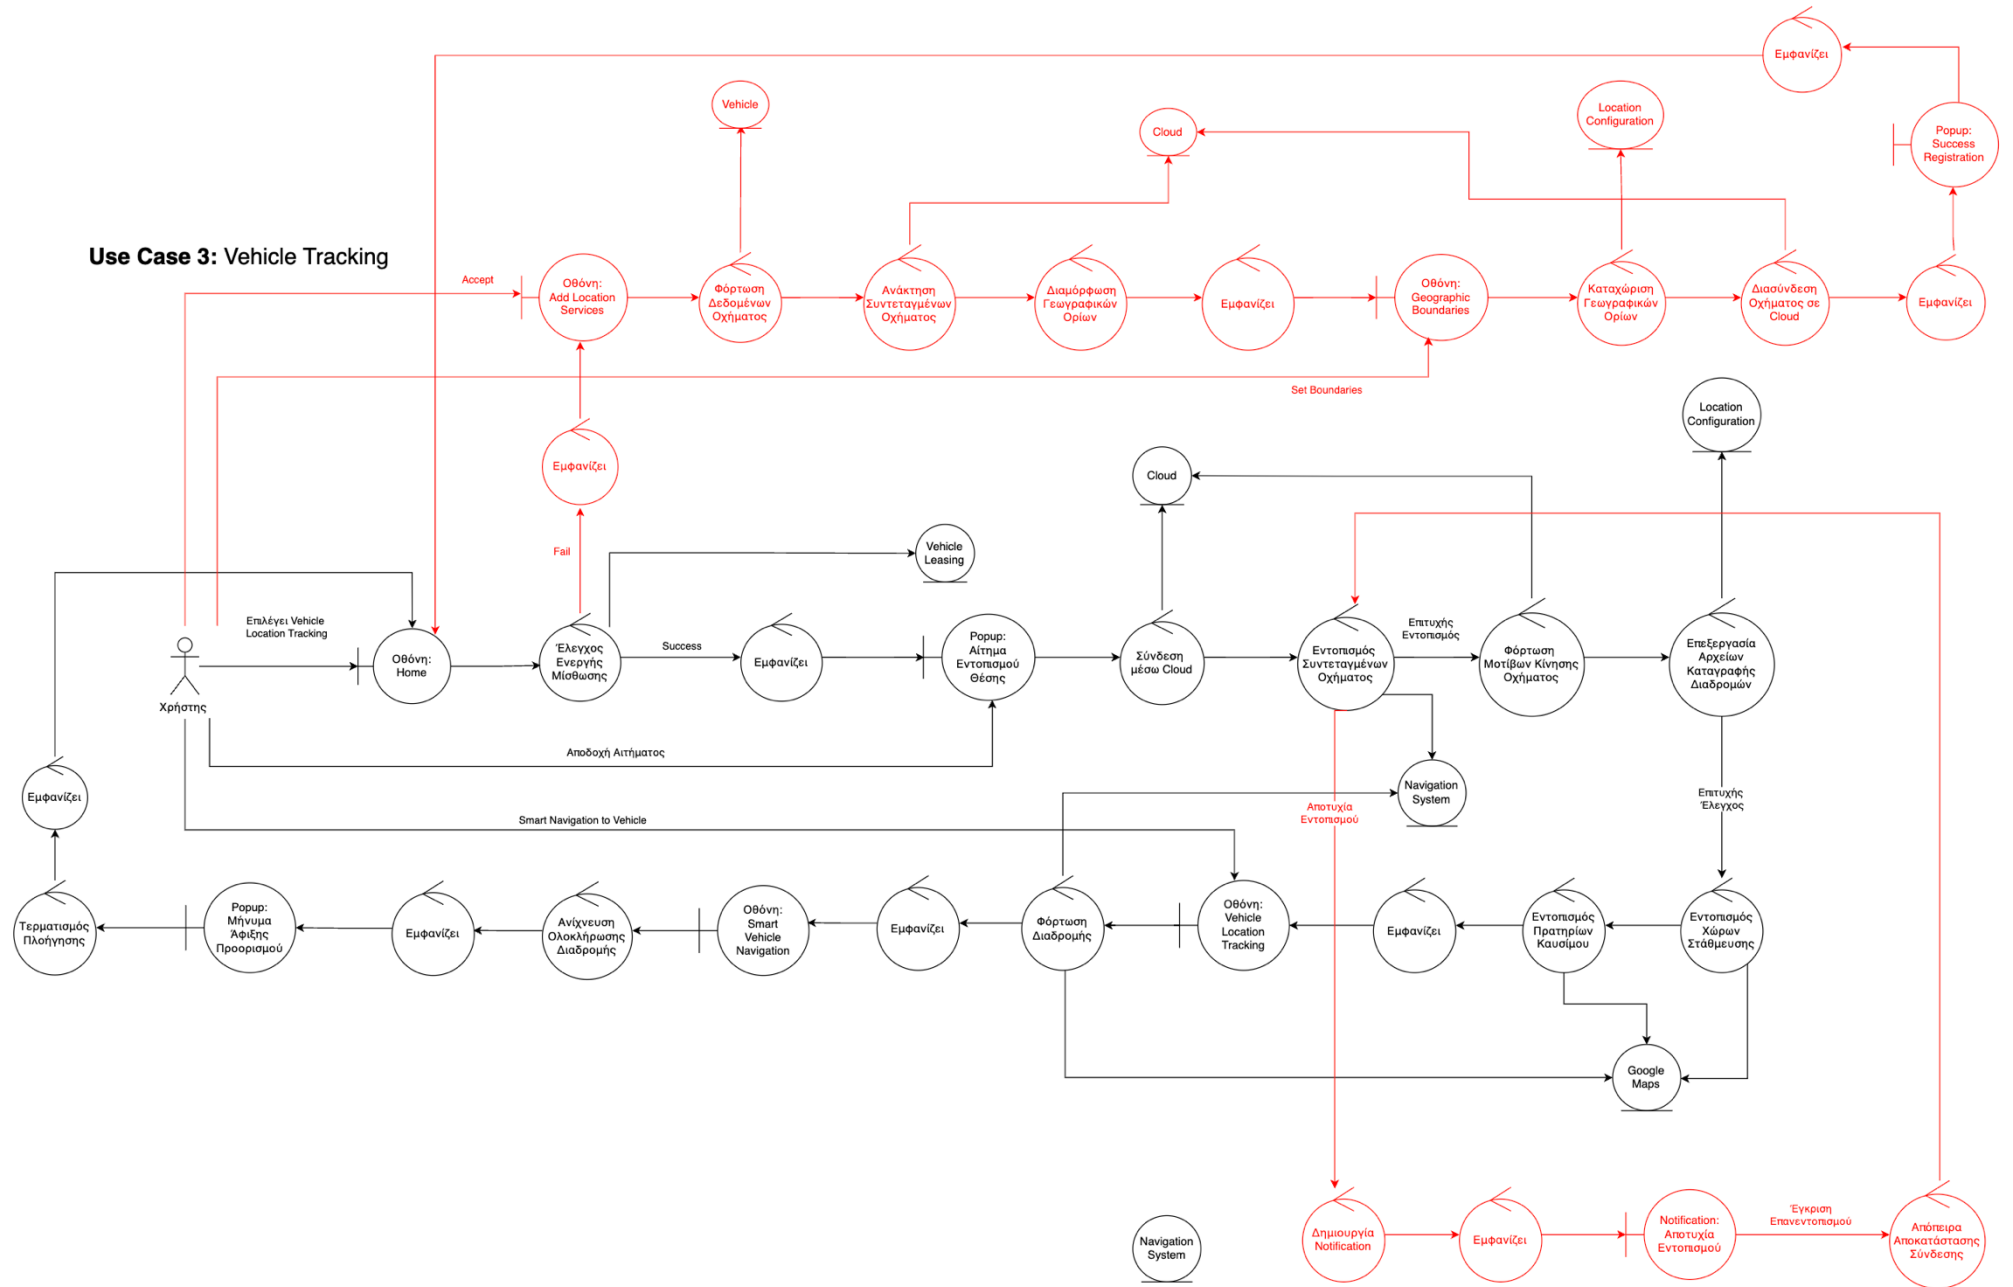 Εμφανίζει
Vehicle
Cloud
Location
Configuration
Popup:
Success
Registration
Use Case 3: Vehicle Tracking
Accept
Οθόνη:
Add Location
Services
Φόρτωση
Δεδομένων
Οχήματος
Ανάκτηση
Συντεταγμένων
Οχήματος
Διαμόρφωση
Γεωγραφικών
Ορίων
Εμφανίζει
Οθόνη:
Geographic
Boundaries
Καταχώριση
Γεωγραφικών
Ορίων
Διασύνδεση
Οχήματος σε
Cloud
Εμφανίζει
Set Boundaries
Location
Configuration
Εμφανίζει
Cloud
Fail
Vehicle
Leasing
Επιλέγει Vehicle
Location Tracking
Χρήστης
Οθόνη:
Home
Έλεγχος
Ενεργής
Μίσθωσης
Success
Εμφανίζει
Popup:
Αίτημα
Εντοπισμού
Θέσης
Σύνδεση
μέσω Cloud
Εντοπισμός
Συντεταγμένων
Οχήματος
Επιτυχής
Εντοπισμός
Φόρτωση
Μοτίβων Κίνησης
Οχήματος
Επεξεργασία
Αρχείων
Καταγραφής
Διαδρομών
Αποδοχή Αιτήματος
Εμφανίζει
Navigation
System
Επιτυχής
Έλεγχος
Αποτυχία
Εντοπισμού
Smart Navigation to Vehicle
Τερματισμός
Πλοήγησης
Popup:
Μήνυμα
Άφιξης
Προορισμού
Εμφανίζει
Ανίχνευση
Ολοκλήρωσης
Διαδρομής
Οθόνη:
Smart
Vehicle
Navigation
Εμφανίζει
Φόρτωση
Διαδρομής
Οθόνη:
Vehicle
Location
Tracking
Εμφανίζει
Εντοπισμός
Πρατηρίων
Καυσίμου
Εντοπισμός
Χώρων
Στάθμευσης
Google
Maps
Navigation
System
Δημιουργία
Notification
Εμφανίζει
Notification:
Αποτυχία
Εντοπισμού
Έγκριση
Επανεντοπισμού
Απόπειρα
Αποκατάστασης
Σύνδεσης